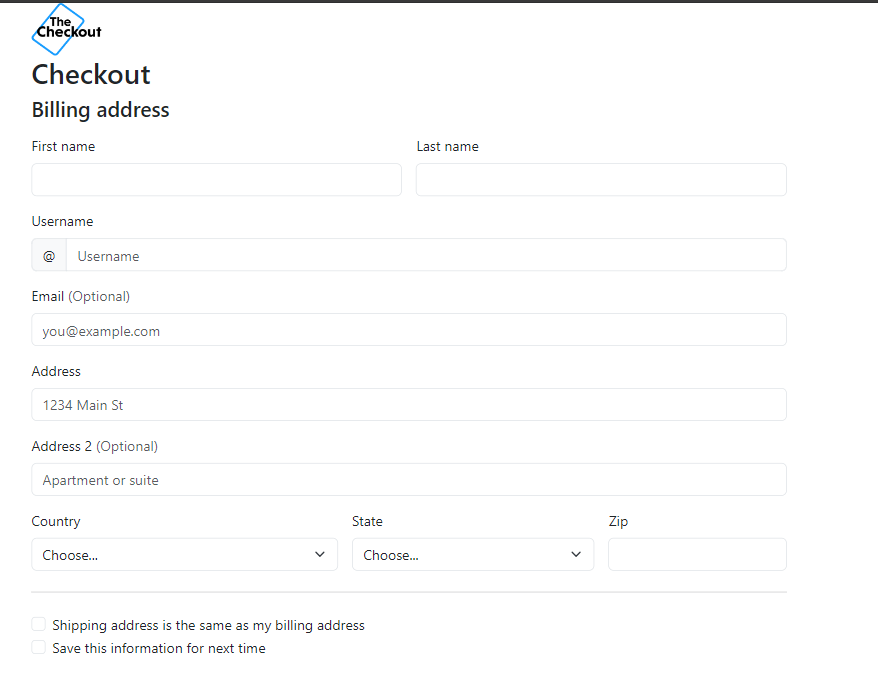 The
Checkout
Checkout
Billing address
First name Last name
Username
@ Username
Email (Optional)
you@example.com
Address
1234 Main St
Address 2 (Optional)
Apartment or suite
Country State Zip
Choose... Choose...
Shipping address is the same as my billing address
Save this information for next time